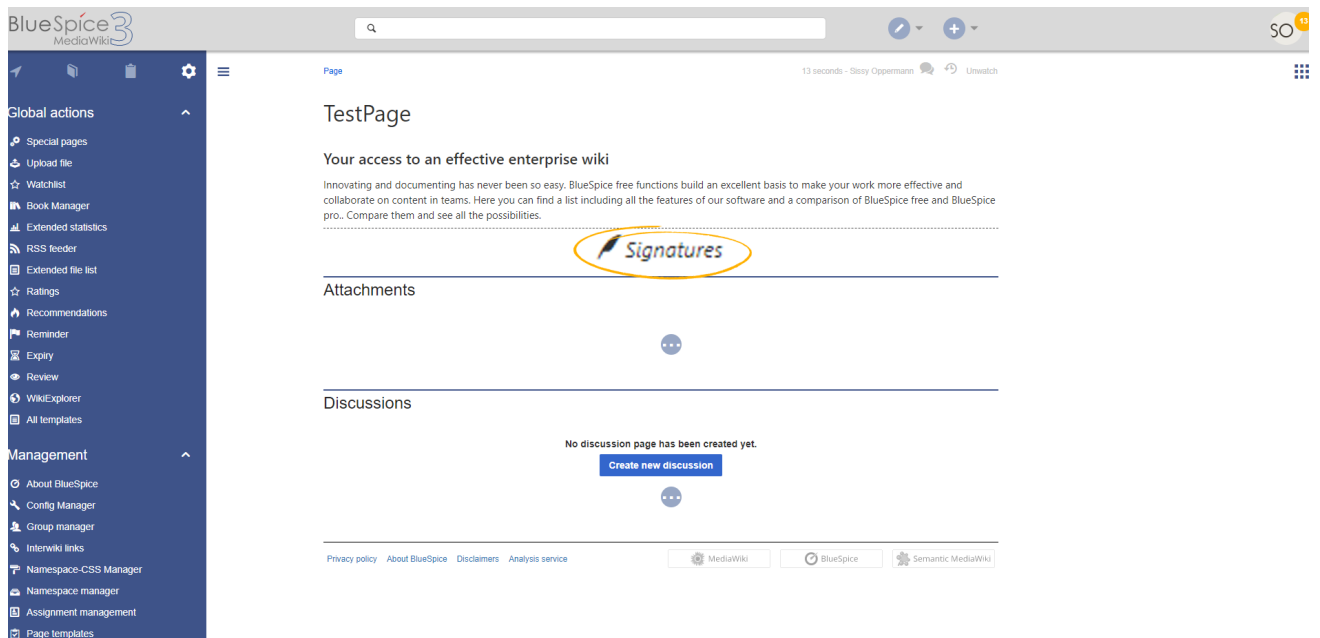 BlueSpice 3
MediaWiki
SO
13
Page
13 seconds - Sissy Oppermann
Unwatch
Global actions
Special pages
Upload file
Watchlist
Book Manager
Extended statistics
RSS feeder
Extended file list
Ratings
Recommendations
Reminder
Expiry
Review
WikiExplorer
All templates
Management
About BlueSpice
Config Manager
Group manager
Interwiki links
Namespace-CSS Manager
Namespace manager
Assignment management
Page templates
TestPage
Your access to an effective enterprise wiki
Innovating and documenting has never been so easy. BlueSpice free functions build an excellent basis to make your work more effective and
collaborate on content in teams. Here you can find a list including all the features of our software and a comparison of BlueSpice free and BlueSpice
pro.. Compare them and see all the possibilities.
Signatures
Attachments
Discussions
No discussion page has been created yet.
Create new discussion
Privacy policy About BlueSpice Disclaimers Analysis service
MediaWiki
BlueSpice
Semantic MediaWiki